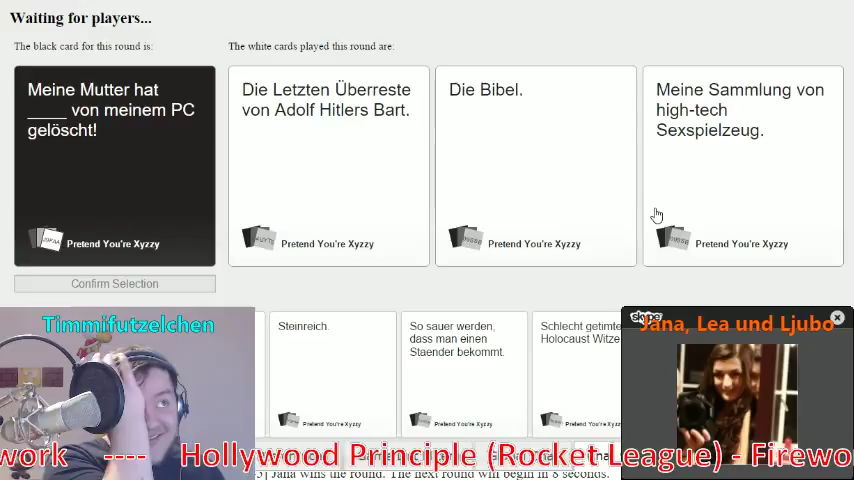 Waiting for players...
The black card for this round is:
The white cards played this round are:
Meine Mutter hat
____ von meinem PC
gelöscht!
Pretend You're Xyzzy
Die Letzten Überreste
von Adolf Hitlers Bart.
Pretend You're Xyzzy
Die Bibel.
Pretend You're Xyzzy
Meine Sammlung von
high-tech
Sexspielzeug.
Pretend You're Xyzzy
Confirm Selection
Timmifutzelchen
Steinreich.
Pretend You're Xyzzy
So sauer werden,
dass man einen
Staender bekommt.
Pretend You're Xyzzy
Schlecht getimte
Holocaust Witze
Pretend You're Xyzzy
skype
Jana, Lea und Ljubo
work ---- Hollywood Principle (Rocket League) - Firewo
Jana wins the round. The next round will begin in 8 seconds.